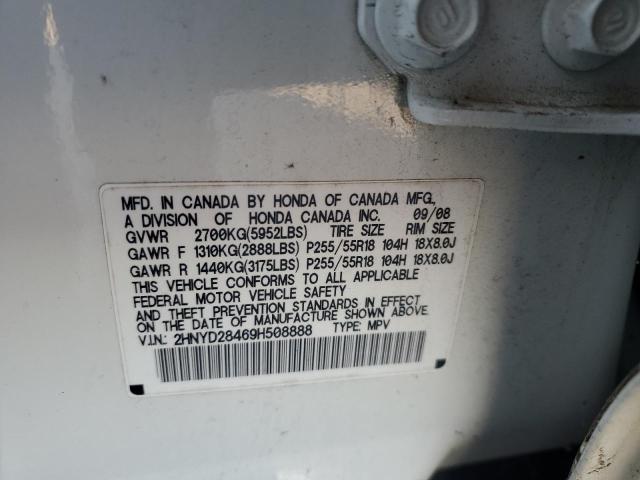 MFD. IN CANADA BY HONDA OF CANADA MFG.,
A DIVISION OF HONDA CANADA INC. 09/08
GVWR 2700KG(5952LBS) TIRE SIZE RIM SIZE
GAWR F 1310KG(2888LBS) P255/55R18 104H 18X8.0J
GAWR R 1440KG(3175LBS) P255/55R18 104H 18X8.0J
THIS VEHICLE CONFORMS TO ALL APPLICABLE
FEDERAL MOTOR VEHICLE SAFETY
AND THEFT PREVENTION STANDARDS IN EFFECT
ON THE DATE OF MANUFACTURE SHOWN ABOVE.
V.I.N.: 2HNYD28469H508888 TYPE: MPV